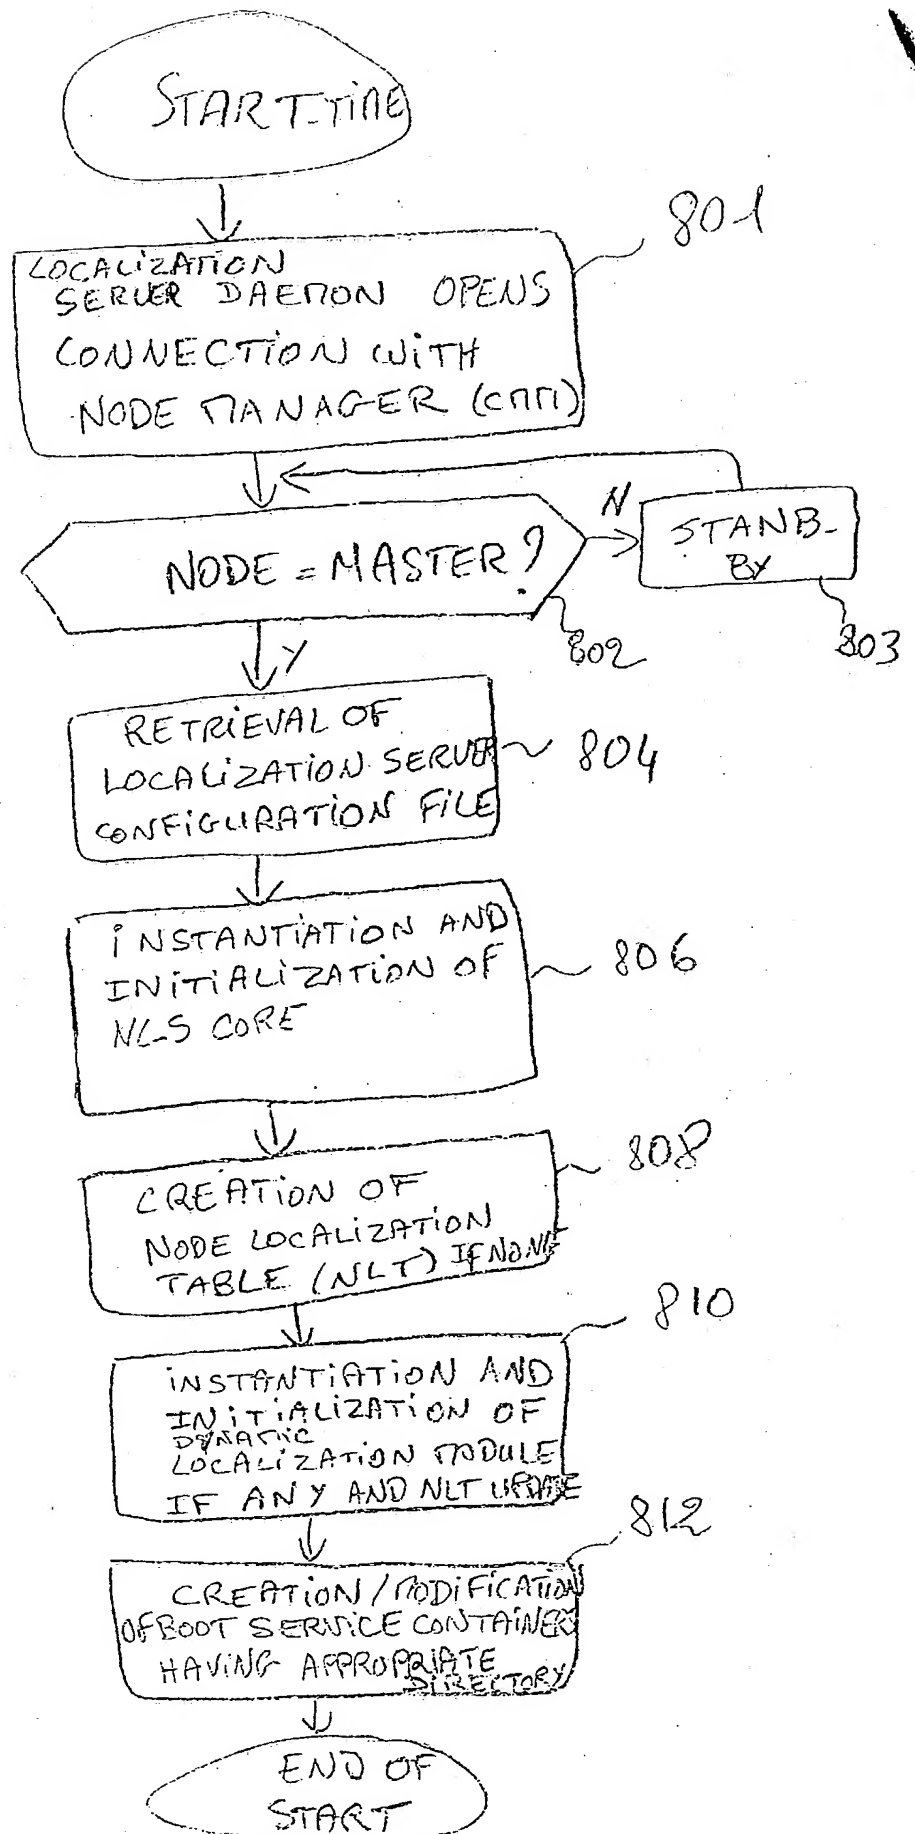 START-TIME
801
LOCALIZATION
SERVER DAEMON OPENS
CONNECTION WITH
NODE MANAGER (CMM)
N
STANB-
BY
NODE = MASTER?
802
803
Y
RETRIEVAL OF
LOCALIZATION SERVER
CONFIGURATION FILE
804
INSTANTIATION AND
INITIALIZATION OF
NLS CORE
806
808
CREATION OF
NODE LOCALIZATION
TABLE (NLT) IF NONE
810
INSTANTIATION AND
INITIALIZATION OF
DYNAMIC
LOCALIZATION MODULE
IF ANY AND NLT UPDATE
812
CREATION/MODIFICATION
OF BOOT SERVICE CONTAINERS
HAVING APPROPRIATE
DIRECTORY
END OF
START